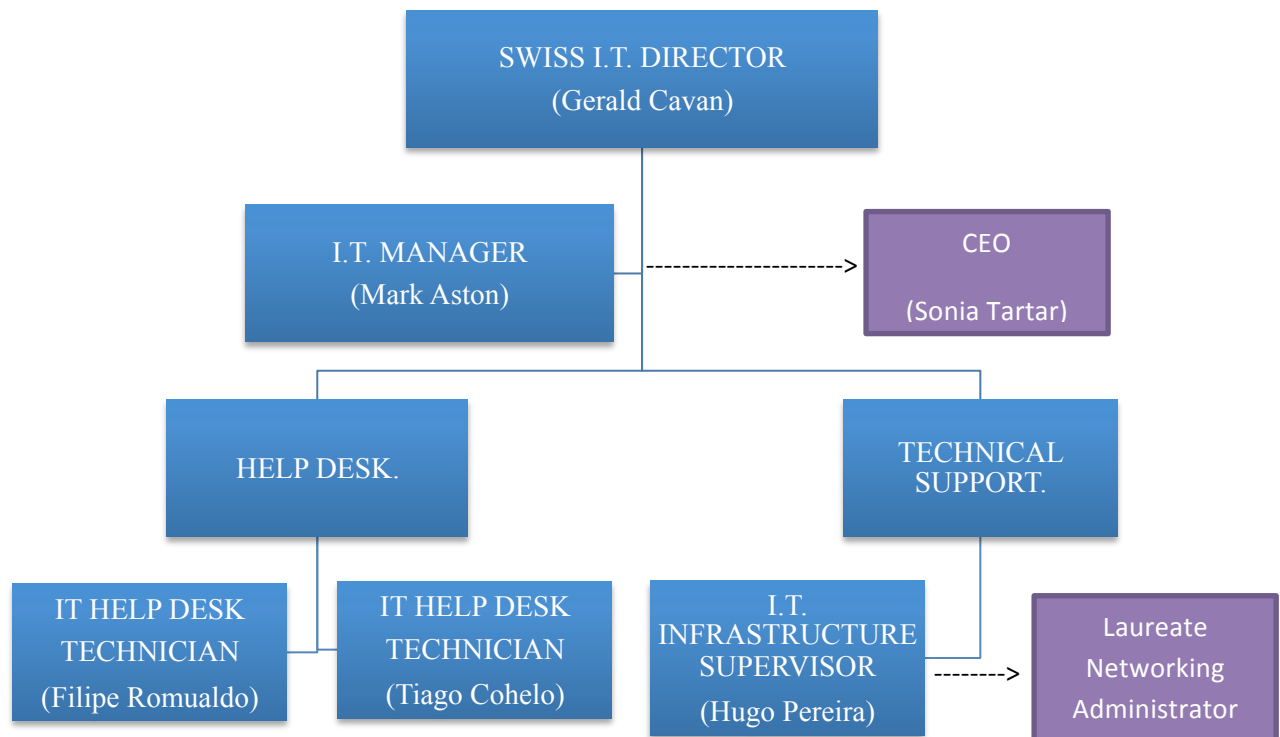 SWISS I.T. DIRECTOR
(Gerald Cavan)
I.T. MANAGER
(Mark Aston)
CEO
(Sonia Tartar)
HELP DESK.
TECHNICAL
SUPPORT.
IT HELP DESK
TECHNICIAN
(Filipe Romualdo)
IT HELP DESK
TECHNICIAN
(Tiago Cohelo)
I.T.
INFRASTRUCTURE
SUPERVISOR
(Hugo Pereira)
Laureate
Networking
Administrator